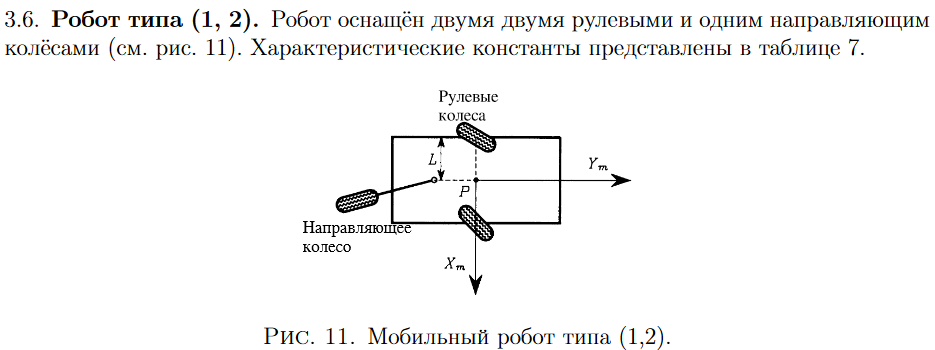 3.6. Робот типа (1, 2). Робот оснащён двумя двумя рулевыми и одним направляющим
колёсами (см. рис. 11). Характеристические константы представлены в таблице 7.
Рулевые
колеса
L
Y_m
P
Направляющее
колесо
X_m
Рис. 11. Мобильный робот типа (1,2).